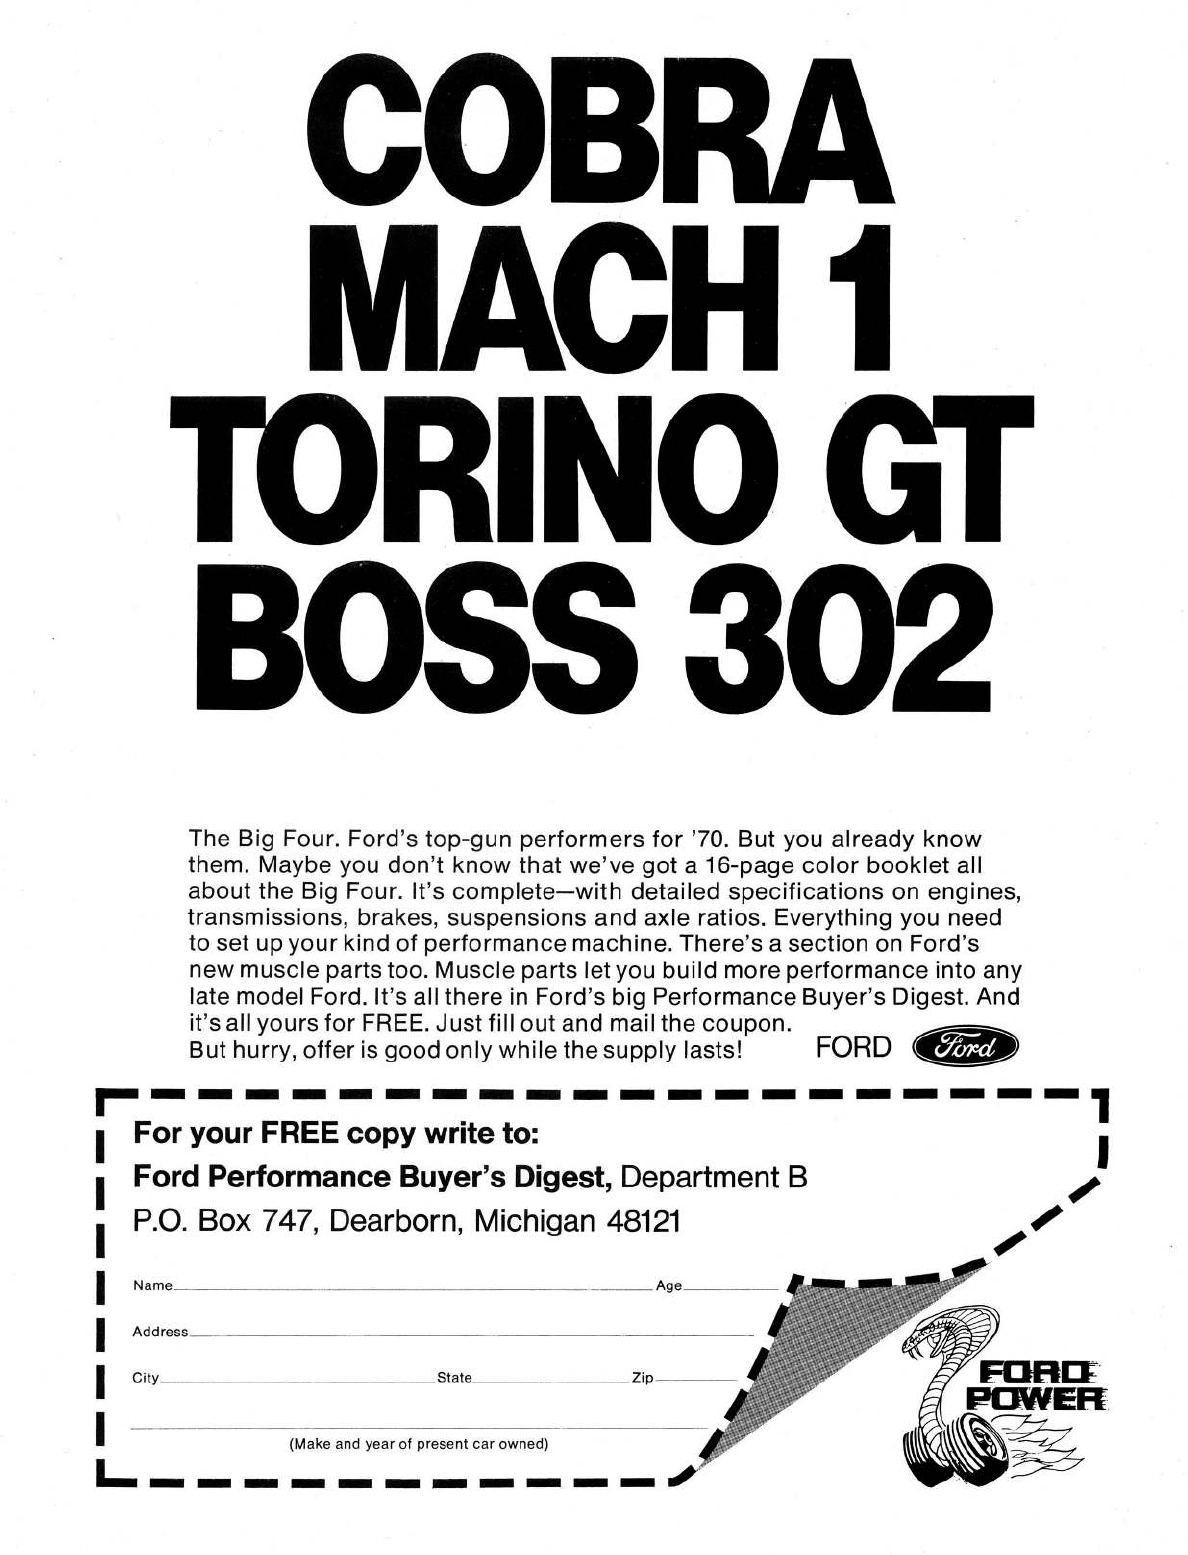 COBRA
MACH 1
TORINO GT
BOSS 302
The Big Four. Ford's top-gun performers for '70. But you already know
them. Maybe you don't know that we've got a 16-page color booklet all
about the Big Four. It's complete—with detailed specifications on engines,
transmissions, brakes, suspensions and axle ratios. Everything you need
to set up your kind of performance machine. There's a section on Ford's
new muscle parts too. Muscle parts let you build more performance into any
late model Ford. It's all there in Ford's big Performance Buyer's Digest. And
it's all yours for FREE. Just fill out and mail the coupon.
But hurry, offer is good only while the supply lasts!
FORD Ford
For your FREE copy write to:
Ford Performance Buyer's Digest, Department B
P.O. Box 747, Dearborn, Michigan 48121
Name Age
Address
City State Zip
(Make and year of present car owned)
FORD
POWER